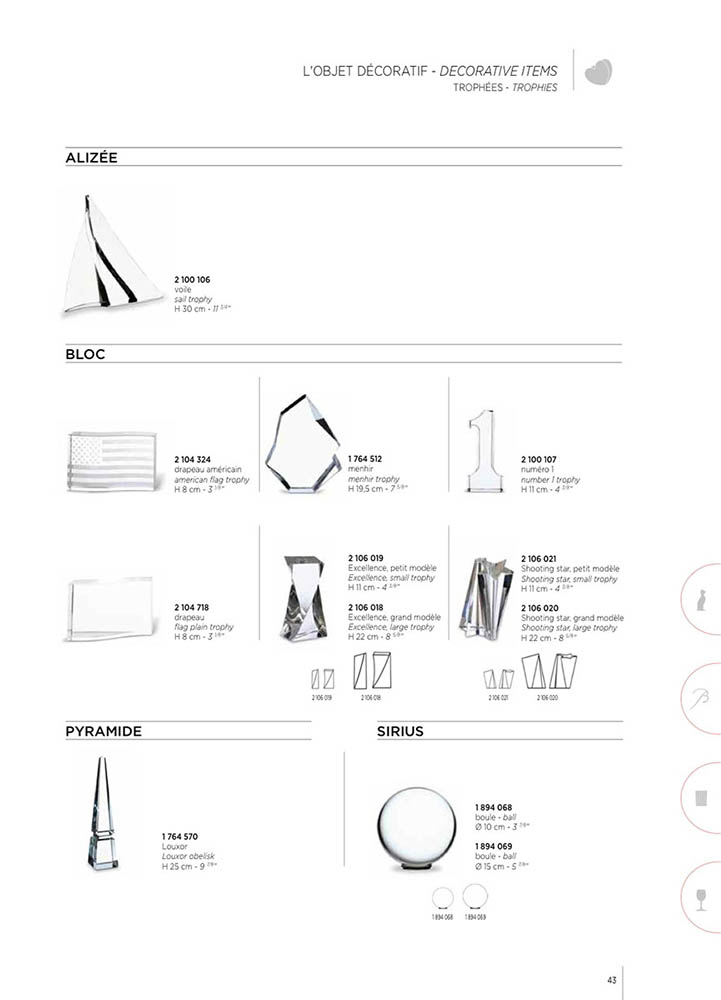 L'OBJET DÉCORATIF - DECORATIVE ITEMS
TROPHÉES - TROPHIES
ALIZÉE
2 100 106
voile
sail trophy
H 30 cm - 11 3/4"
BLOC
2 104 324
drapeau américain
american flag trophy
H 8 cm - 3 1/8"
1 764 512
menhir
menhir trophy
H 19,5 cm - 7 5/8"
2 100 107
numéro 1
number 1 trophy
H 11 cm - 4 3/8"
2 104 718
drapeau
flag plain trophy
H 8 cm - 3 1/8"
2 106 019
Excellence, petit modèle
Excellence, small trophy
H 11 cm - 4 3/8"
2 106 018
Excellence, grand modèle
Excellence, large trophy
H 22 cm - 8 5/8"
2 106 019
2 106 018
2 106 021
Shooting star, petit modèle
Shooting star, small trophy
H 11 cm - 4 3/8"
2 106 020
Shooting star, grand modèle
Shooting star, large trophy
H 22 cm - 8 5/8"
2 106 021
2 106 020
PYRAMIDE
1 764 570
Louxor
Louxor obelisk
H 25 cm - 9 7/8"
SIRIUS
1 894 068
boule - ball
Ø 10 cm - 3 7/8"
1 894 069
boule - ball
Ø 15 cm - 5 7/8"
1 894 068
1 894 069
B
43